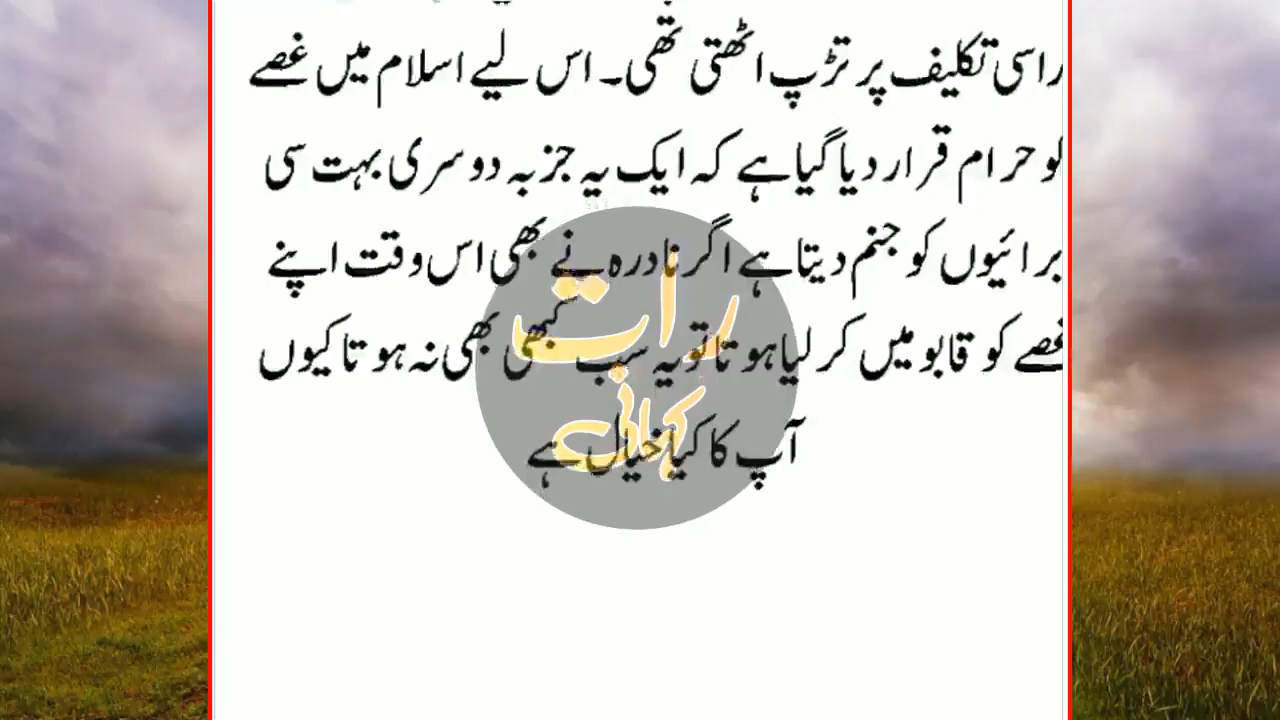 راسی تکلیف پر تڑپ اٹھتی تھی۔ اس لیے اسلام میں غصے
کو حرام قرار دیا گیا ہے کہ ایک یہ جزبہ دوسری بہت سی
برائیوں کو جنم دیتا ہے اگر نادرہ نے بھی اس وقت اپنے
غصے کو قابو میں کر لیا ہوتا تو یہ سب کبھی بھی نہ ہوتا کیوں
آپ کا کیا خیال ہے
رات
کہانی